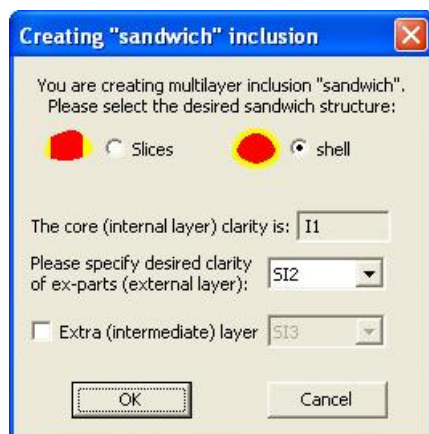 Creating "sandwich" inclusion
You are creating multilayer inclusion "sandwich".
Please select the desired sandwich structure:
Slices
shell
The core (internal layer) clarity is: I1
Please specify desired clarity
of ex-parts (external layer):
SI2
Extra (intermediate) layer SI3
OK
Cancel